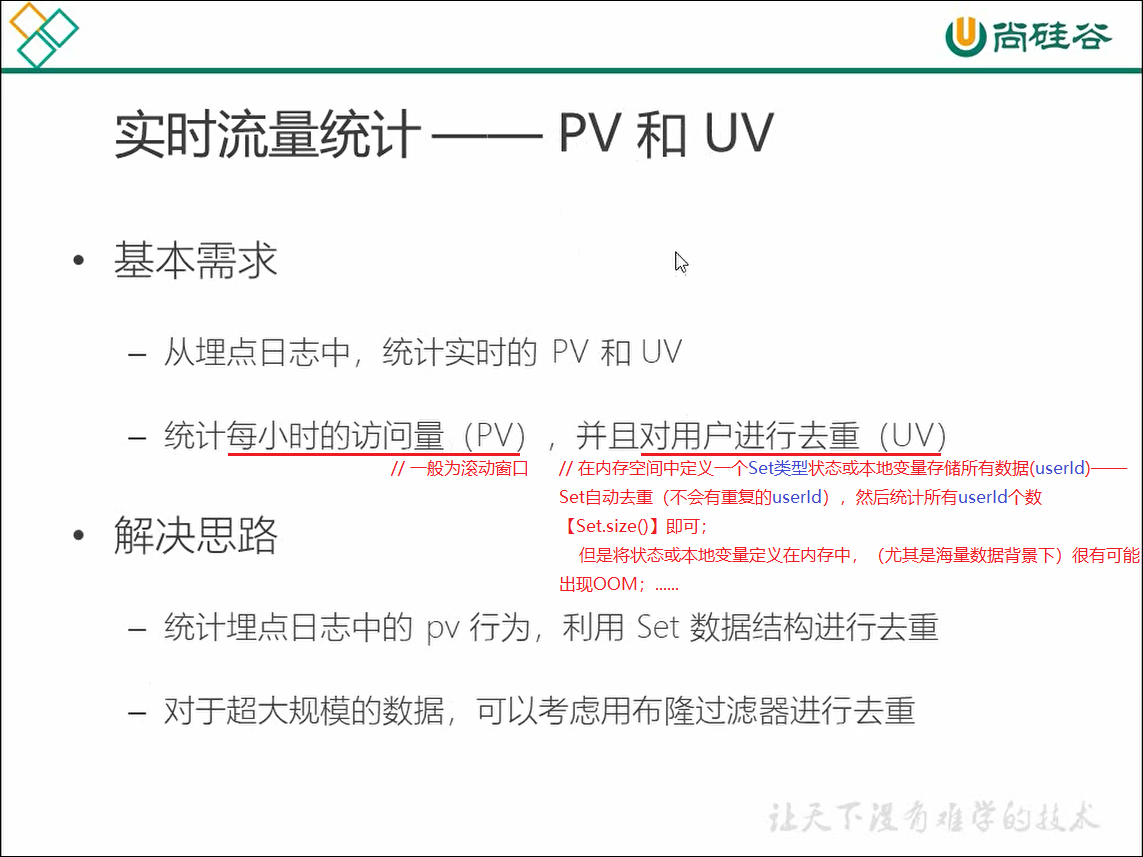 尚硅谷
实时流量统计 —— PV 和 UV
• 基本需求
– 从埋点日志中，统计实时的 PV 和 UV
– 统计每小时的访问量（PV），并且对用户进行去重（UV）
// 一般为滚动窗口
// 在内存空间中定义一个Set类型状态或本地变量存储所有数据(userId)——
Set自动去重（不会有重复的userId），然后统计所有userId个数
【Set.size()】即可；
但是将状态或本地变量定义在内存中，（尤其是海量数据背景下）很有可能
出现OOM；......
• 解决思路
– 统计埋点日志中的 pv 行为，利用 Set 数据结构进行去重
– 对于超大规模的数据，可以考虑用布隆过滤器进行去重
让天下没有难学的技术